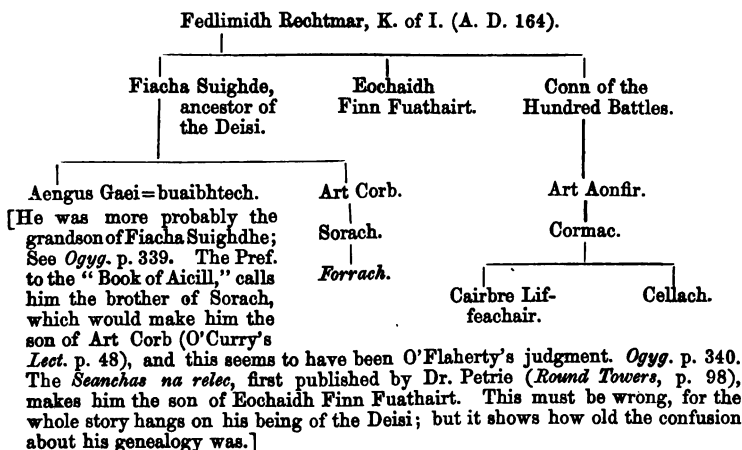 Fedlimidh Rechtmar, K. of I. (A. D. 164).
Fiacha Suighde,
ancestor of
the Deisi.
Eochaidh
Finn Fuathairt.
Conn of the
Hundred Battles.
Aengus Gaei=buaibhtech.
[He was more probably the
grandson of Fiacha Suighdhe;
See Ogyg. p. 339. The Pref.
to the “Book of Aicill,” calls
him the brother of Sorach,
which would make him the
son of Art Corb (O'Curry's
Art Corb.
Sorach.
Forrach.
Art Aonfir.
Cormac.
Cairbre Lif-
feachair.
Cellach.
Lect. p. 48), and this seems to have been O'Flaherty's judgment. Ogyg. p. 340.
The Seanchas na relec, first published by Dr. Petrie (Round Towers, p. 98),
makes him the son of Eochaidh Finn Fuathairt. This must be wrong, for the
whole story hangs on his being of the Deisi; but it shows how old the confusion
about his genealogy was.]